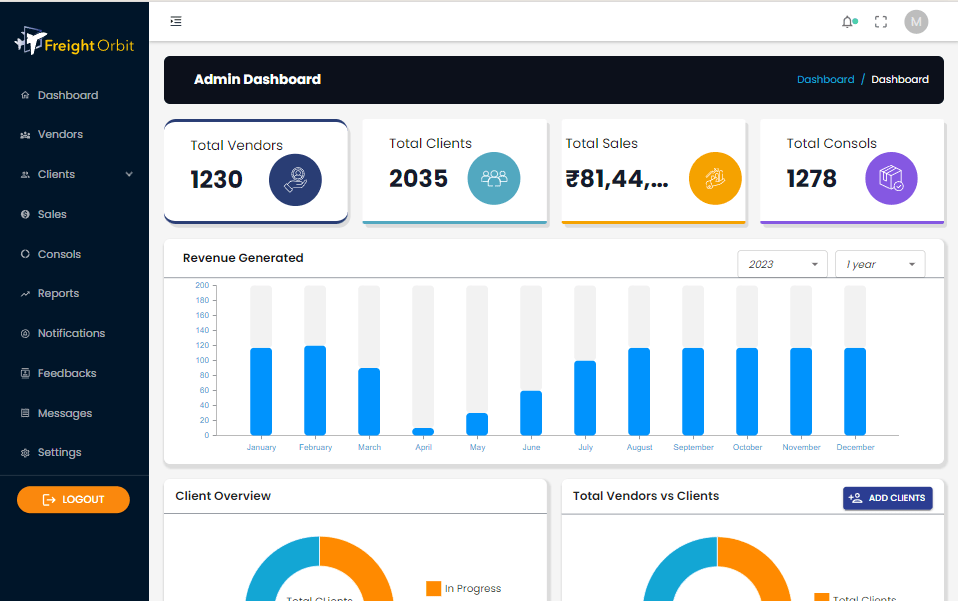 Freight Orbit
M
Dashboard
Vendors
Clients
Sales
Consols
Reports
Notifications
Feedbacks
Messages
Settings
LOGOUT
Admin Dashboard
Dashboard / Dashboard
Total Vendors
1230
Total Clients
2035
Total Sales
₹81,44,...
Total Consols
1278
Revenue Generated
2023
1 year
200
180
160
140
120
100
80
60
40
20
0
January February March April May June July August September October November December
Client Overview
Total Clients
In Progress
Total Vendors vs Clients
ADD CLIENTS
Total Clients